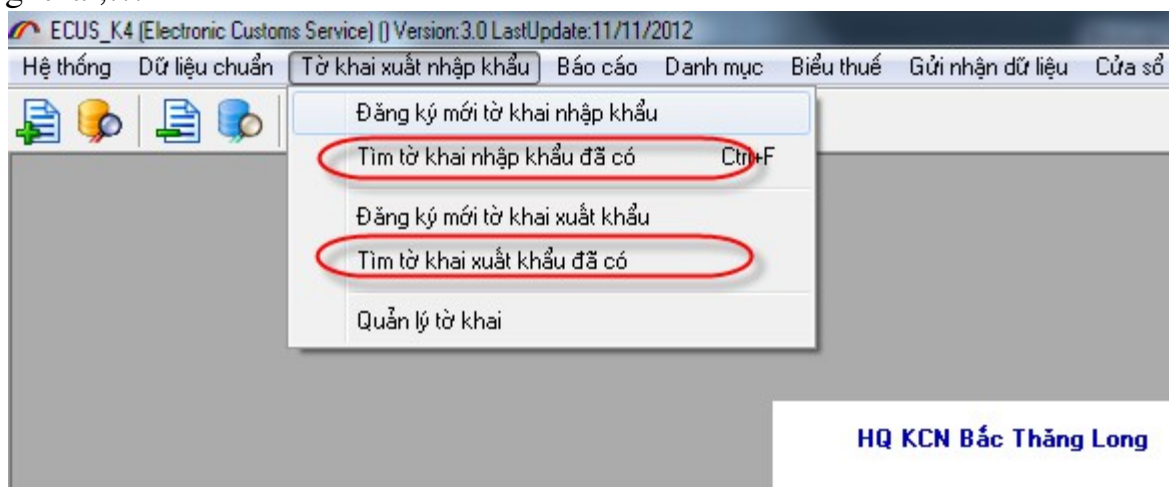 ECUS_K4 (Electronic Customs Service) () Version:3.0 LastUpdate:11/11/2012
Hệ thống Dữ liệu chuẩn Tờ khai xuất nhập khẩu Báo cáo Danh mục Biểu thuế Gửi nhận dữ liệu Cửa sổ
Đăng ký mới tờ khai nhập khẩu
Tìm tờ khai nhập khẩu đã có Ctrl+F
Đăng ký mới tờ khai xuất khẩu
Tìm tờ khai xuất khẩu đã có
Quản lý tờ khai
HQ KCN Bắc Thăng Long